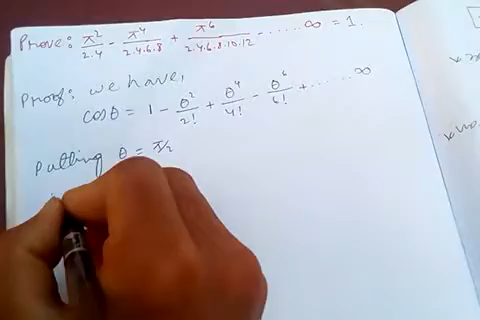 Prove: π²/2.4 - π⁴/2.4.6.8 + π⁶/2.4.6.8.10.12 - ..... ∞ = 1.
Proof: we have,
cosθ = 1 - θ²/2! + θ⁴/4! - θ⁶/6! + ...... ∞
Putting θ = π/2